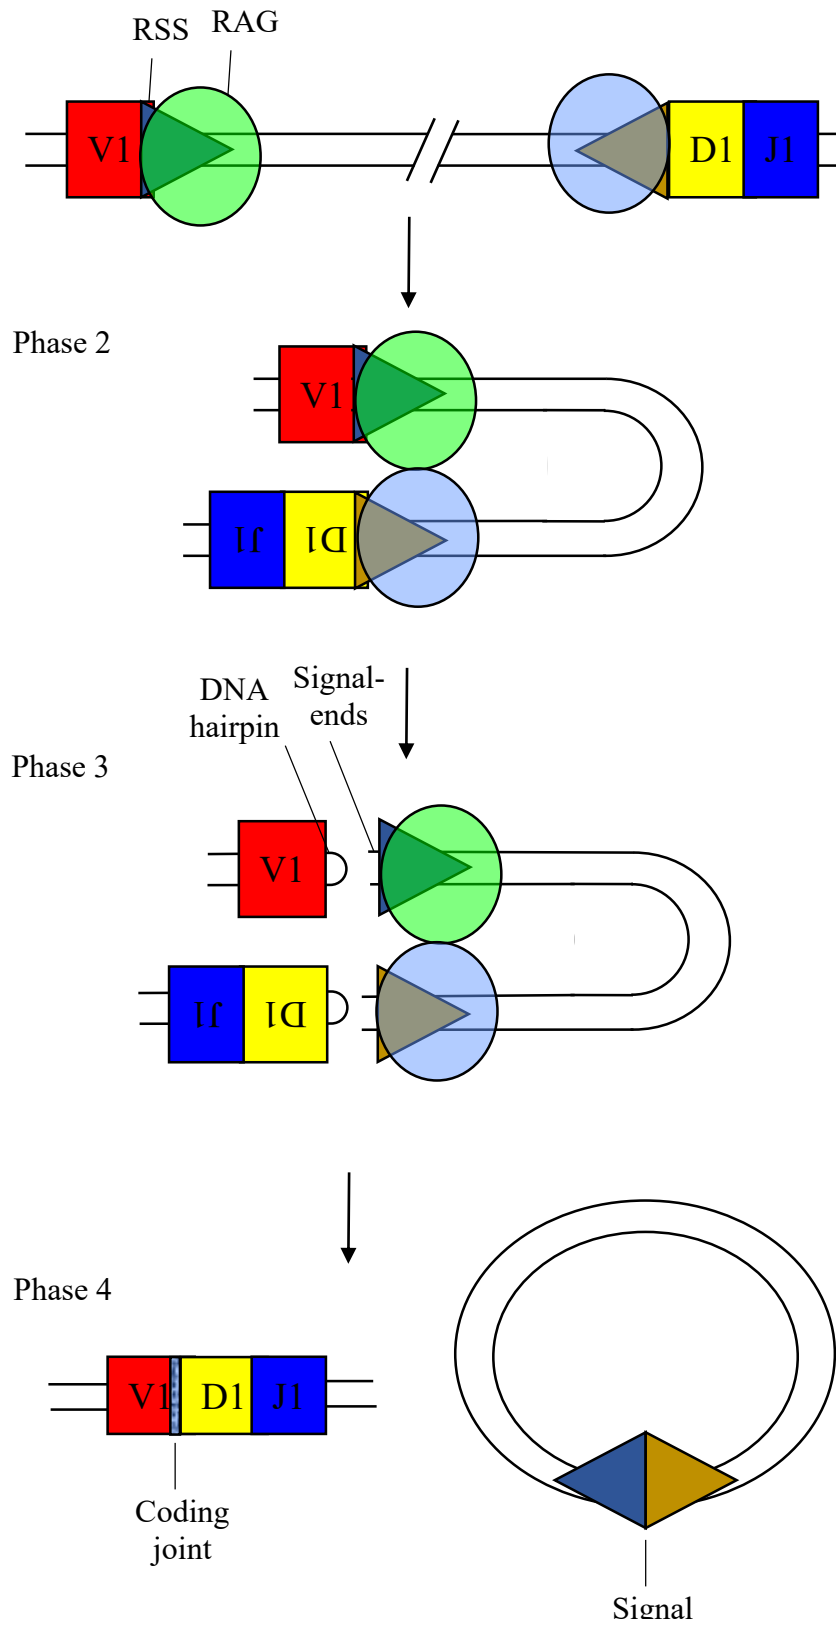 RSS
RAG
V1
D1
J1
Phase 2
V1
J1
D1
DNA
hairpin
Signal-
ends
Phase 3
V1
J1
D1
Phase 4
V1
D1
J1
Coding
joint
Signal